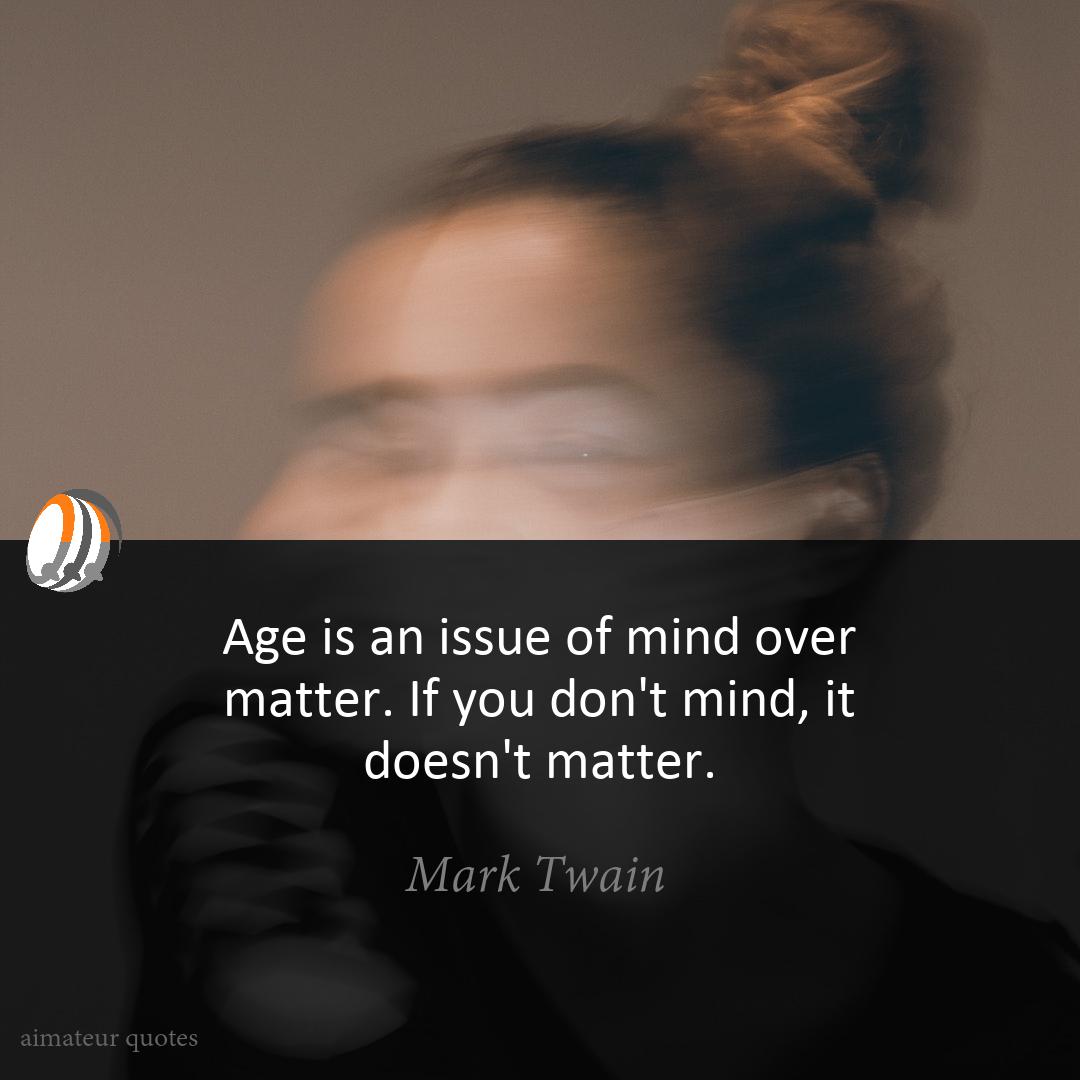 Age is an issue of mind over
matter. If you don't mind, it
doesn't matter.
Mark Twain
aimateur quotes